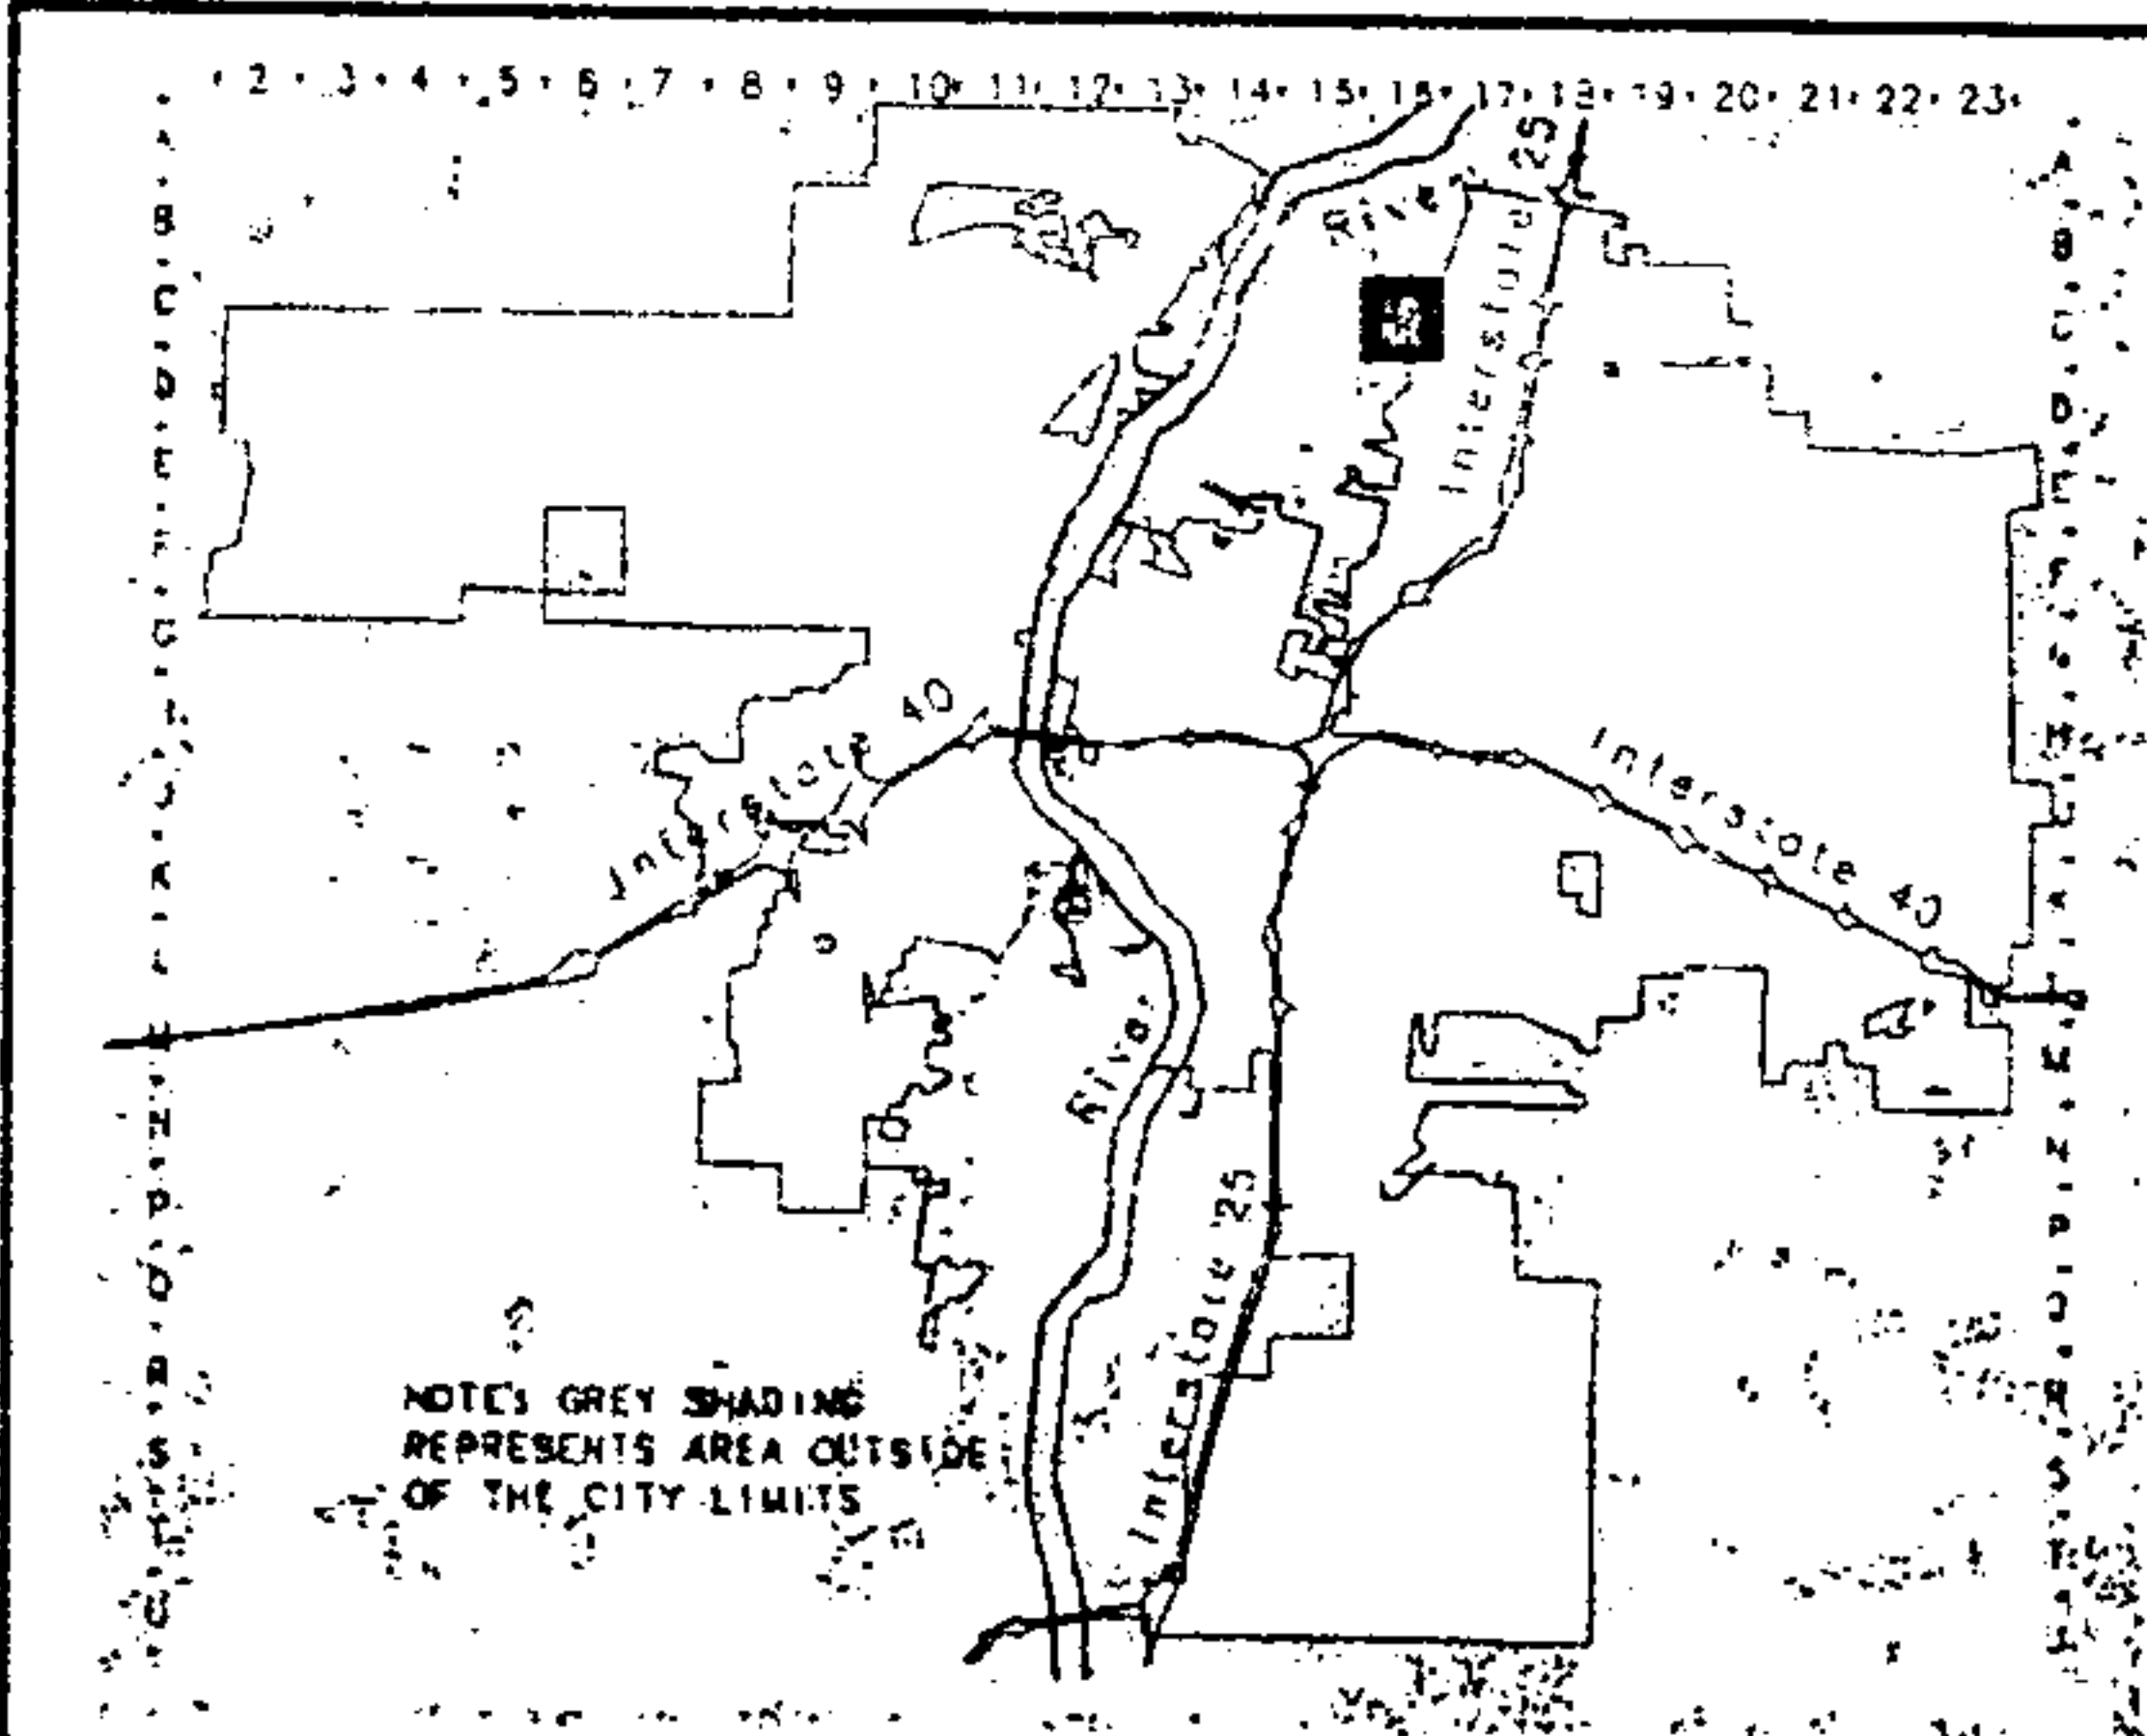 2 3 4 5 6 7 8 9 10 11 12 13 14 15 16 17 18 19 20 21 22 23
A A
B B
C C
D D
E E
F F
G G
H
J
K K
L L
M M
N N
P P
Q Q
R R
S S
T T
U
River
Interstate 25
Interstate 40
Interstate 40
River
Interstate 25
NOTE: GREY SHADING
REPRESENTS AREA OUTSIDE
OF THE CITY LIMITS